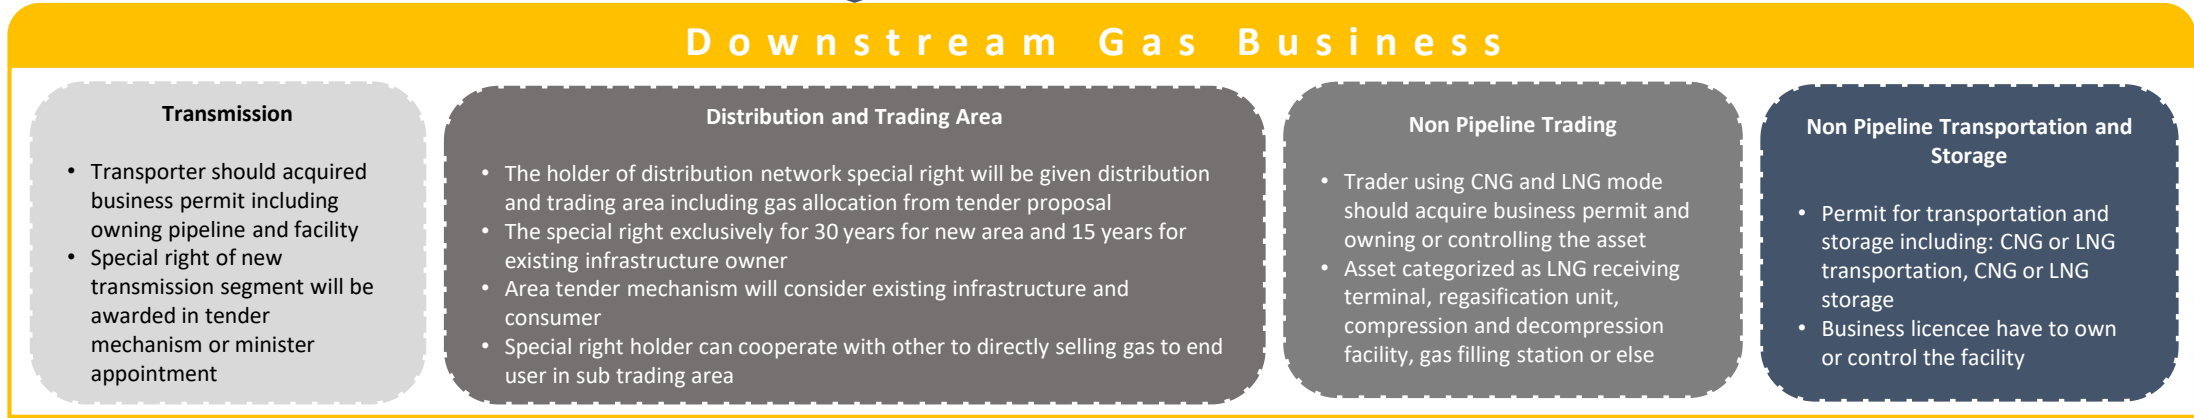 Downstream Gas Business
Transmission
• Transporter should acquired
business permit including
owning pipeline and facility
• Special right of new
transmission segment will be
awarded in tender
mechanism or minister
appointment
Distribution and Trading Area
• The holder of distribution network special right will be given distribution
and trading area including gas allocation from tender proposal
• The special right exclusively for 30 years for new area and 15 years for
existing infrastructure owner
• Area tender mechanism will consider existing infrastructure and
consumer
• Special right holder can cooperate with other to directly selling gas to end
user in sub trading area
Non Pipeline Trading
• Trader using CNG and LNG mode
should acquire business permit and
owning or controlling the asset
• Asset categorized as LNG receiving
terminal, regasification unit,
compression and decompression
facility, gas filling station or else
Non Pipeline Transportation and
Storage
• Permit for transportation and
storage including: CNG or LNG
transportation, CNG or LNG
storage
• Business licencee have to own
or control the facility